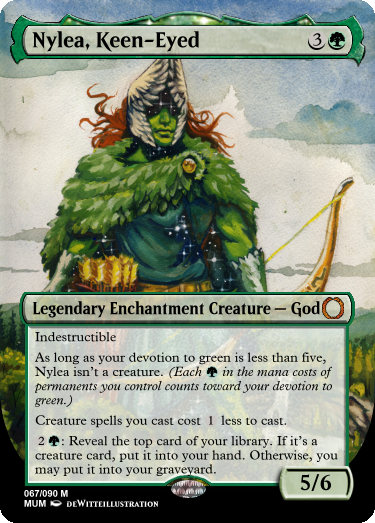 Nylea, Keen-Eyed 3
Legendary Enchantment Creature — God
Indestructible
As long as your devotion to green is less than five,
Nylea isn't a creature. (Each in the mana costs of
permanents you control counts toward your devotion to
green.)
Creature spells you cast cost 1 less to cast.
2 : Reveal the top card of your library. If it's a
creature card, put it into your hand. Otherwise, you
may put it into your graveyard.
5/6
067/090 M
MUM DEWITTEILLUSTRATION